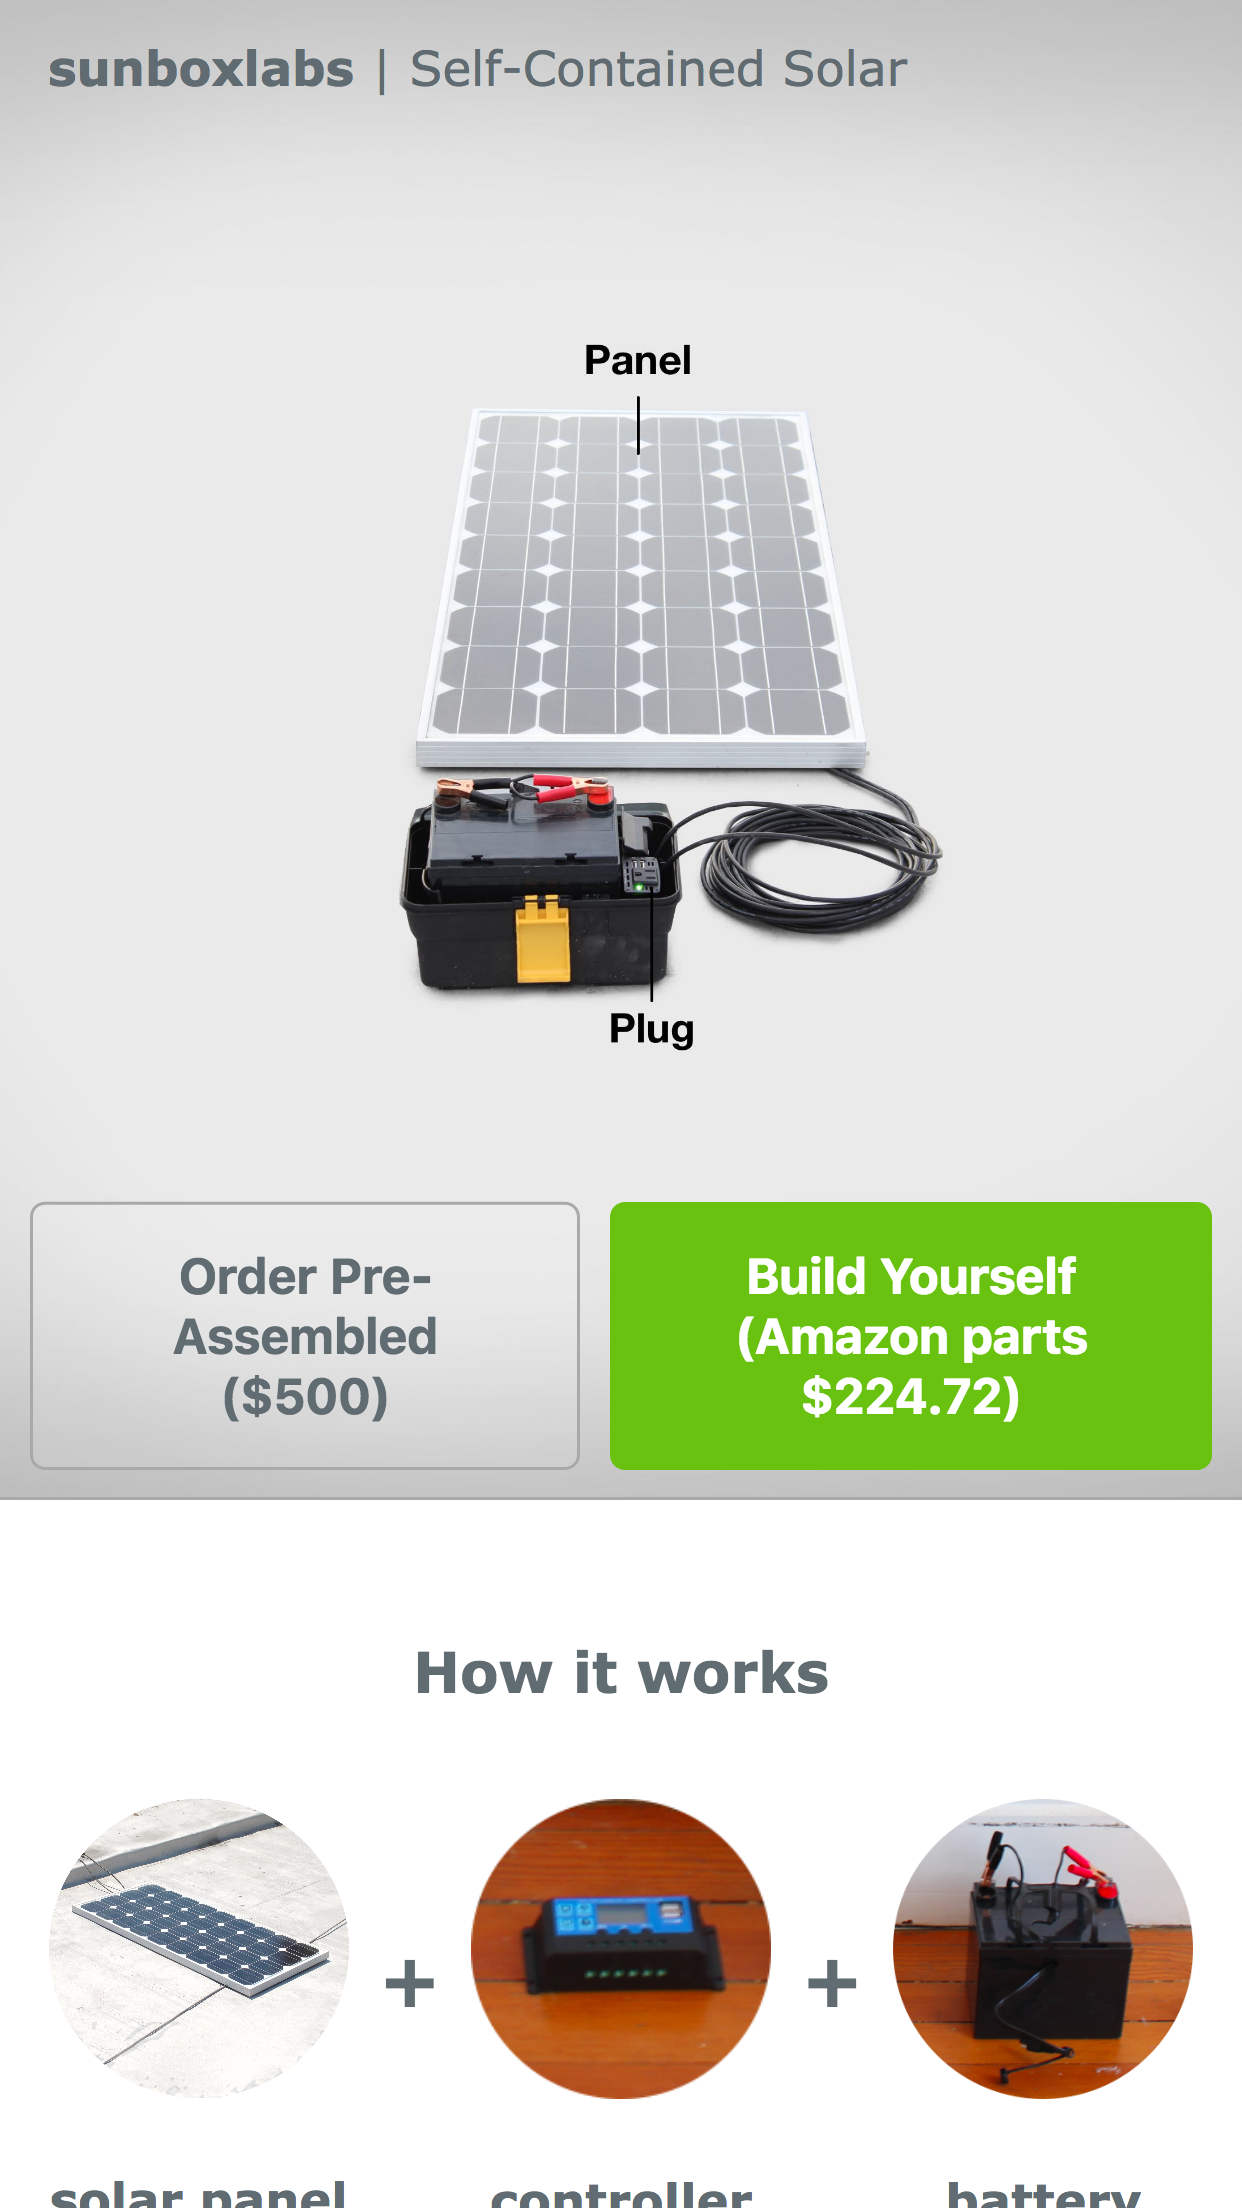 sunboxlabs | Self-Contained Solar
Panel
Plug
Order Pre-
Assembled
($500)
Build Yourself
(Amazon parts
$224.72)
How it works
+
+
solar panel
controller
battery